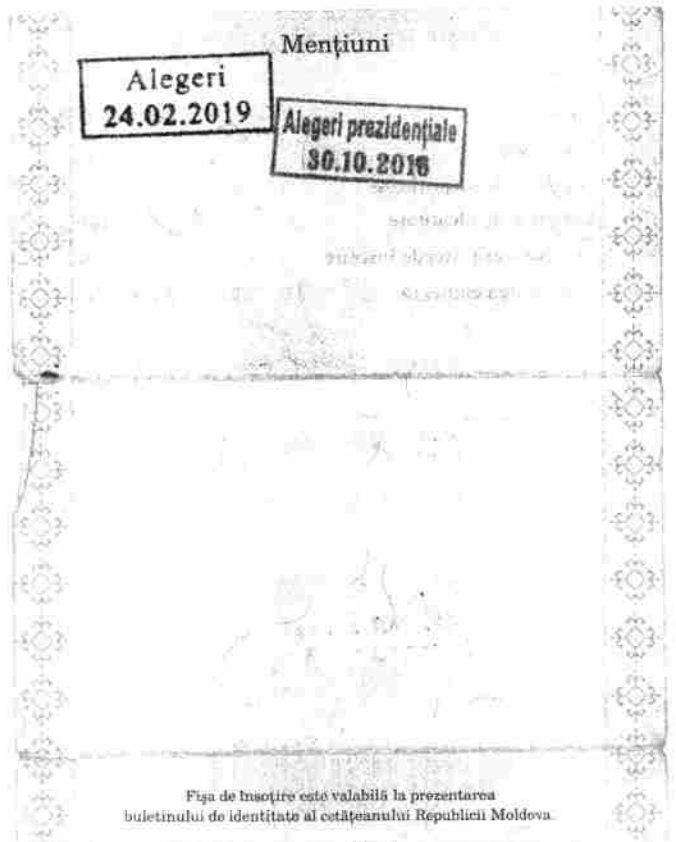 Mențiuni
Alegeri
24.02.2019
Alegeri prezidențiale
30.10.2016
Fișa de însoțire este valabilă la prezentarea
buletinului de identitate al cetățeanului Republicii Moldova.